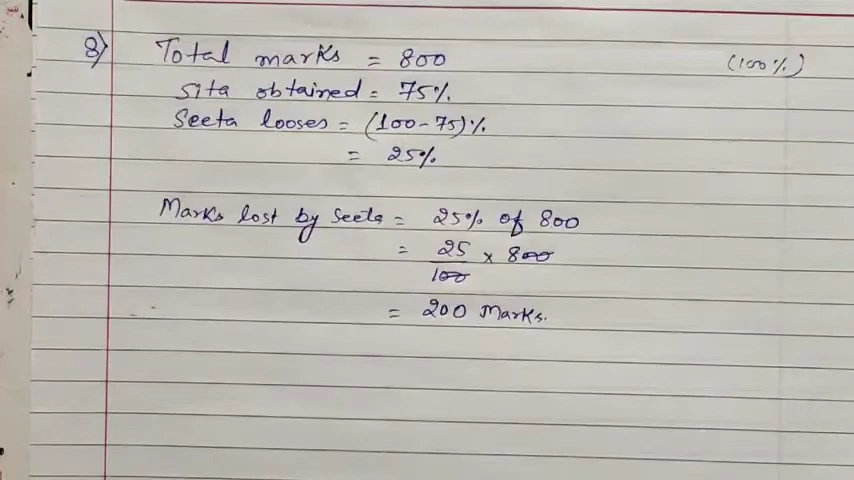 8) Total marks = 800 (100%)
Sita obtained = 75%.
Seeta looses = (100-75)%
= 25%
Marks lost by Seeta = 25% of 800
= 25/100 × 800
= 200 Marks.